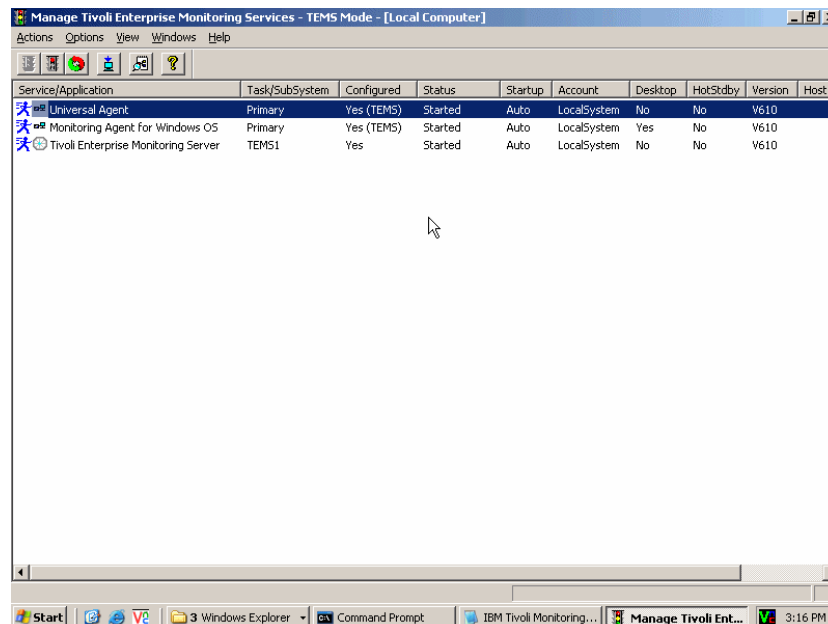 Manage Tivoli Enterprise Monitoring Services - TEMS Mode - [Local Computer]
Actions Options View Windows Help
Service/Application Task/SubSystem Configured Status Startup Account Desktop HotStdby Version Host
Universal Agent Primary Yes (TEMS) Started Auto LocalSystem No No V610
Monitoring Agent for Windows OS Primary Yes (TEMS) Started Auto LocalSystem Yes No V610
Tivoli Enterprise Monitoring Server TEMS1 Yes Started Auto LocalSystem No No V610
Start 3 Windows Explorer Command Prompt IBM Tivoli Monitoring... Manage Tivoli Ent... 3:16 PM